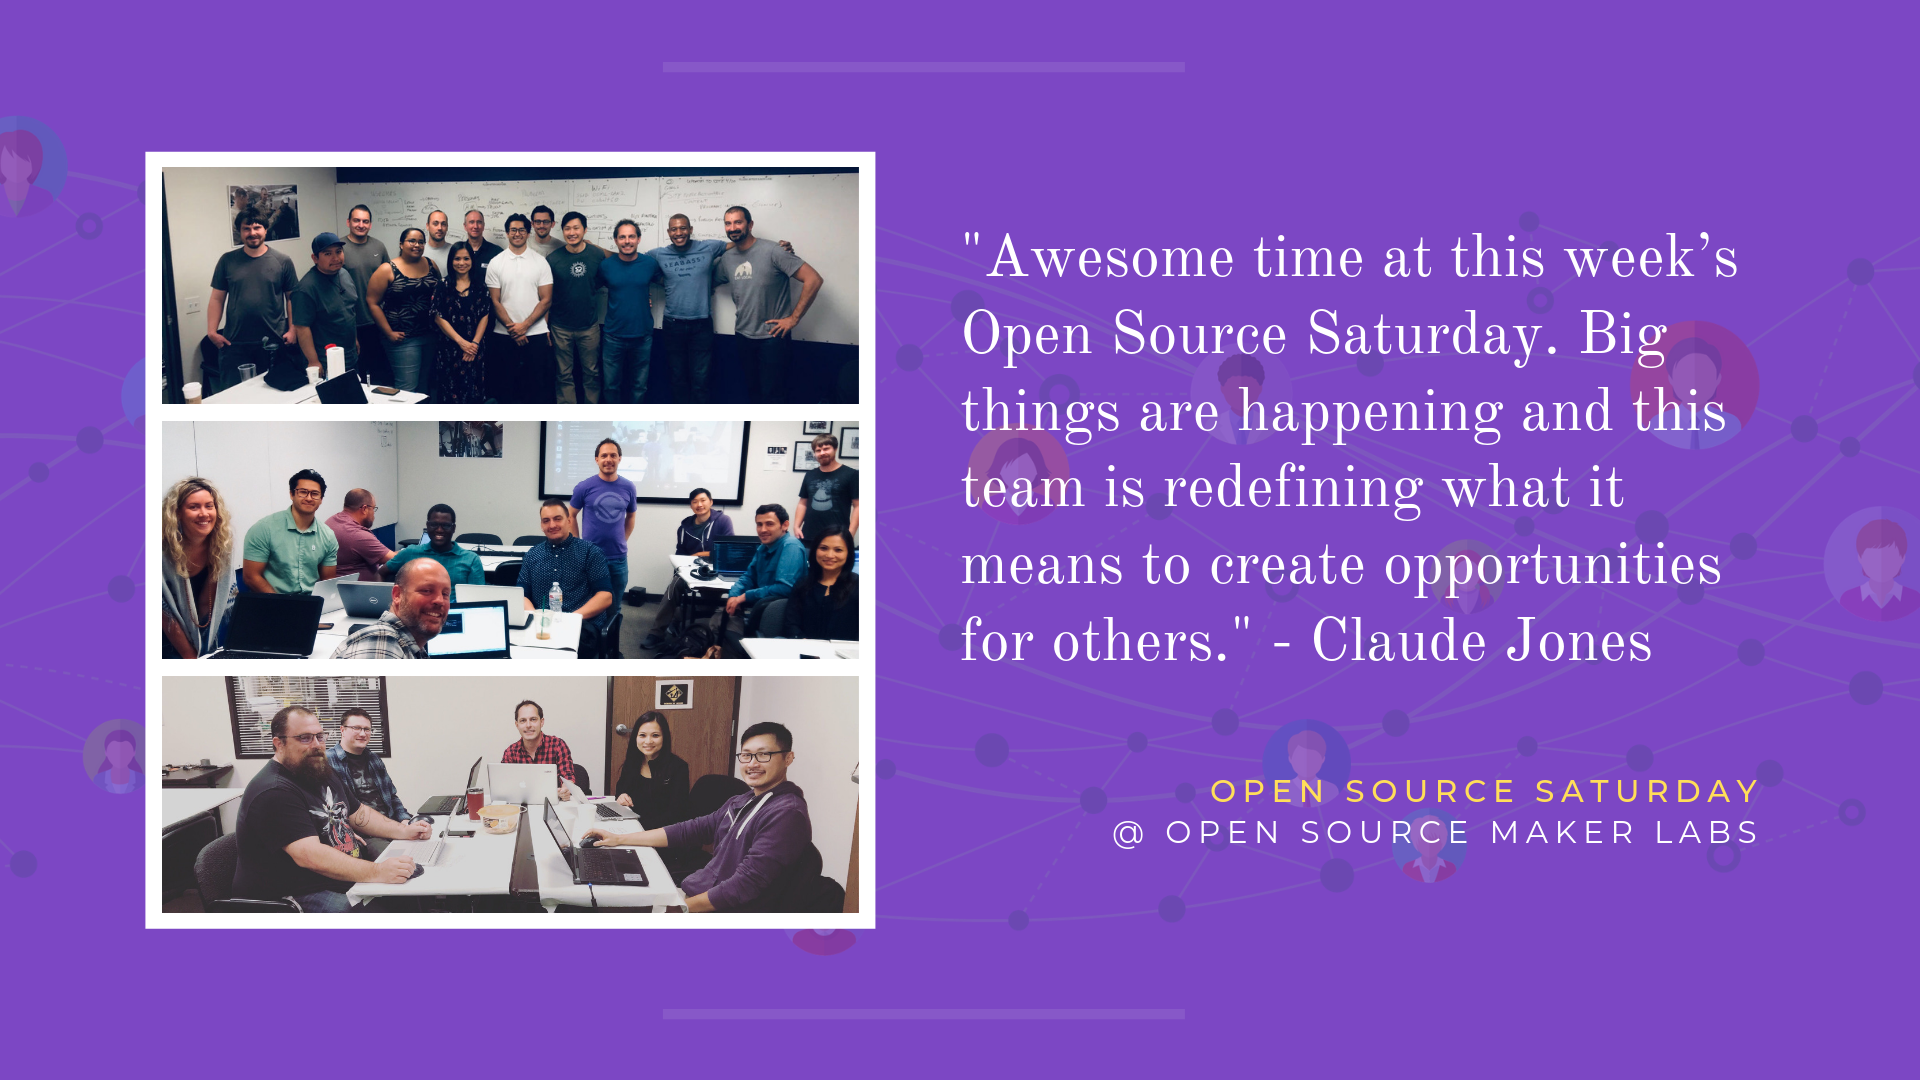 "Awesome time at this week’s
Open Source Saturday. Big
things are happening and this
team is redefining what it
means to create opportunities
for others." - Claude Jones
OPEN SOURCE SATURDAY
@ OPEN SOURCE MAKER LABS